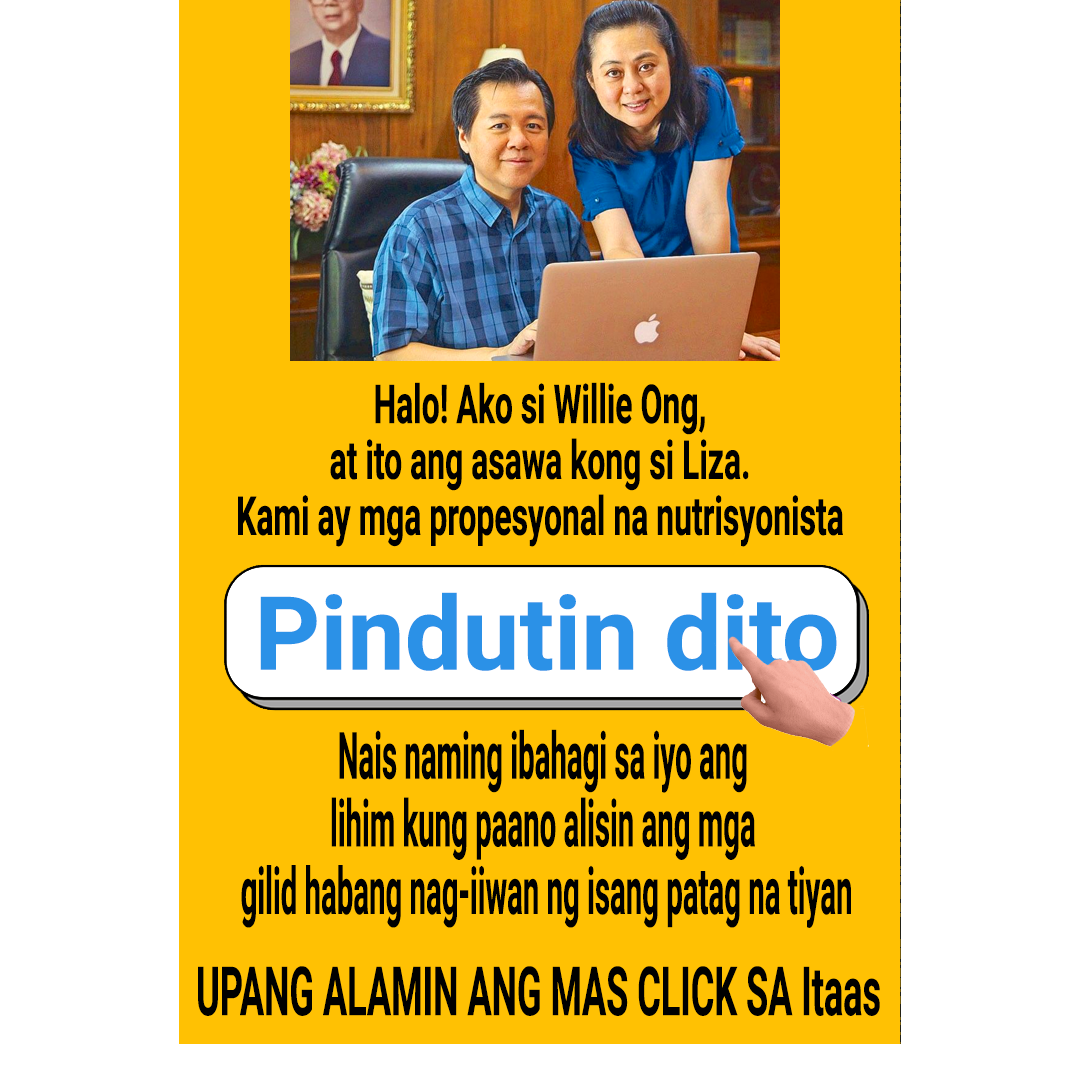 Halo! Ako si Willie Ong,
at ito ang asawa kong si Liza.
Kami ay mga propesyonal na nutrisyonista
Pindutin dito
Nais naming ibahagi sa iyo ang
lihim kung paano alisin ang mga
gilid habang nag-iiwan ng isang patag na tiyan
UPANG ALAMIN ANG MAS CLICK SA Itaas